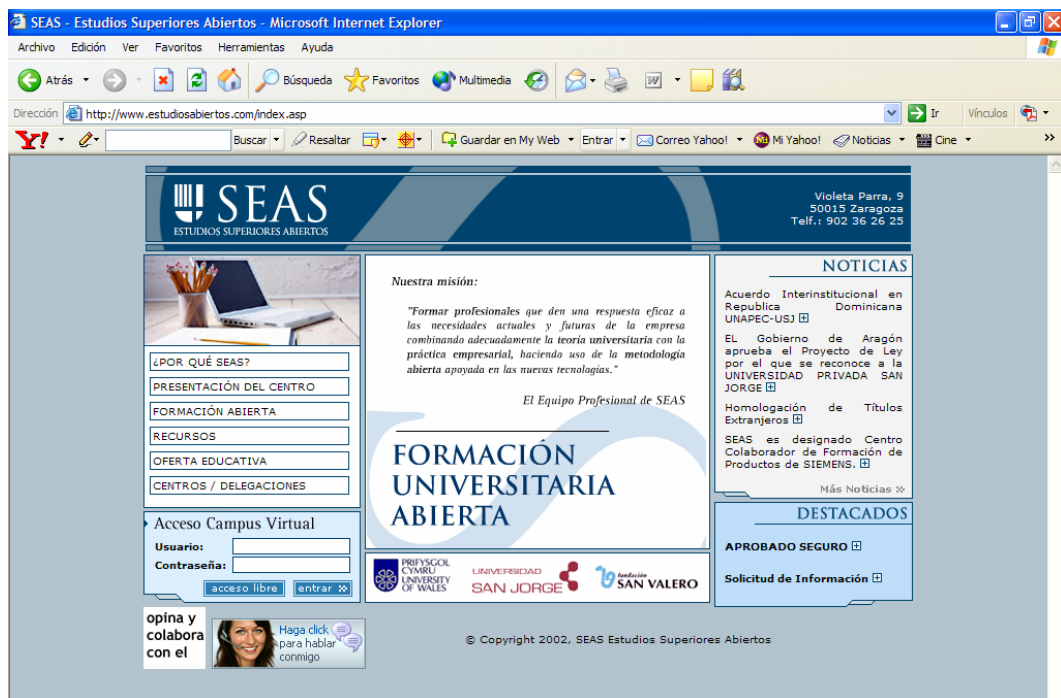 SEAS - Estudios Superiores Abiertos - Microsoft Internet Explorer
Archivo Edición Ver Favoritos Herramientas Ayuda
Atrás Búsqueda Favoritos Multimedia
Dirección http://www.estudiosabiertos.com/index.asp Ir Vínculos
Y! Buscar Resaltar Guardar en My Web Entrar Correo Yahoo! Mi Yahoo! Noticias Cine
SEAS
ESTUDIOS SUPERIORES ABIERTOS
Violeta Parra, 9
50015 Zaragoza
Telf.: 902 36 26 25
¿POR QUÉ SEAS?
PRESENTACIÓN DEL CENTRO
FORMACIÓN ABIERTA
RECURSOS
OFERTA EDUCATIVA
CENTROS / DELEGACIONES
Acceso Campus Virtual
Usuario:
Contraseña:
acceso libre entrar
Nuestra misión:
"Formar profesionales que den una respuesta eficaz a
las necesidades actuales y futuras de la empresa
combinando adecuadamente la teoría universitaria con la
práctica empresarial, haciendo uso de la metodología
abierta apoyada en las nuevas tecnologías."
El Equipo Profesional de SEAS
FORMACIÓN
UNIVERSITARIA
ABIERTA
PRIFYSGOL
CYMRU
UNIVERSITY
OF WALES
UNIVERSIDAD
SAN JORGE
fundación
SAN VALERO
NOTICIAS
Acuerdo Interinstitucional en
Republica Dominicana
UNAPEC-USJ
EL Gobierno de Aragón
aprueba el Proyecto de Ley
por el que se reconoce a la
UNIVERSIDAD PRIVADA SAN
JORGE
Homologación de Títulos
Extranjeros
SEAS es designado Centro
Colaborador de Formación de
Productos de SIEMENS.
Más Noticias
DESTACADOS
APROBADO SEGURO
Solicitud de Información
opina y
colabora
con el
Haga click
para hablar
conmigo
© Copyright 2002, SEAS Estudios Superiores Abiertos